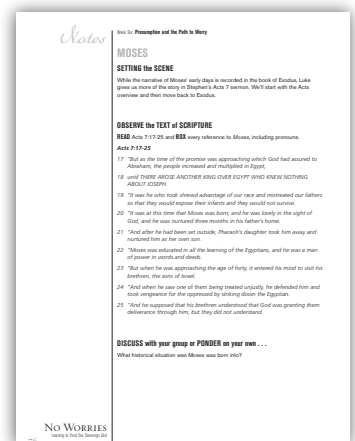 Notes
Week Six: Presumption and the Path to Worry
MOSES
SETTING the SCENE
While the narrative of Moses' early days is recorded in the book of Exodus, Luke
gives us more of the story in Stephen's Acts 7 sermon. We'll start with the Acts
overview and then move back to Exodus.
OBSERVE the TEXT of SCRIPTURE
READ Acts 7:17-25 and BOX every reference to Moses, including pronouns.
Acts 7:17-25
17 "But as the time of the promise was approaching which God had assured to
Abraham, the people increased and multiplied in Egypt,
18 until THERE AROSE ANOTHER KING OVER EGYPT WHO KNEW NOTHING
ABOUT JOSEPH.
19 "It was he who took shrewd advantage of our race and mistreated our fathers
so that they would expose their infants and they would not survive.
20 "It was at this time that Moses was born; and he was lovely in the sight of
God, and he was nurtured three months in his father's home.
21 "And after he had been set outside, Pharaoh's daughter took him away and
nurtured him as her own son.
22 "Moses was educated in all the learning of the Egyptians, and he was a man
of power in words and deeds.
23 "But when he was approaching the age of forty, it entered his mind to visit his
brethren, the sons of Israel.
24 "And when he saw one of them being treated unjustly, he defended him and
took vengeance for the oppressed by striking down the Egyptian.
25 "And he supposed that his brethren understood that God was granting them
deliverance through him, but they did not understand.
DISCUSS with your group or PONDER on your own . . .
What historical situation was Moses was born into?
NO WORRIES
Learning to Trust Our Sovereign God